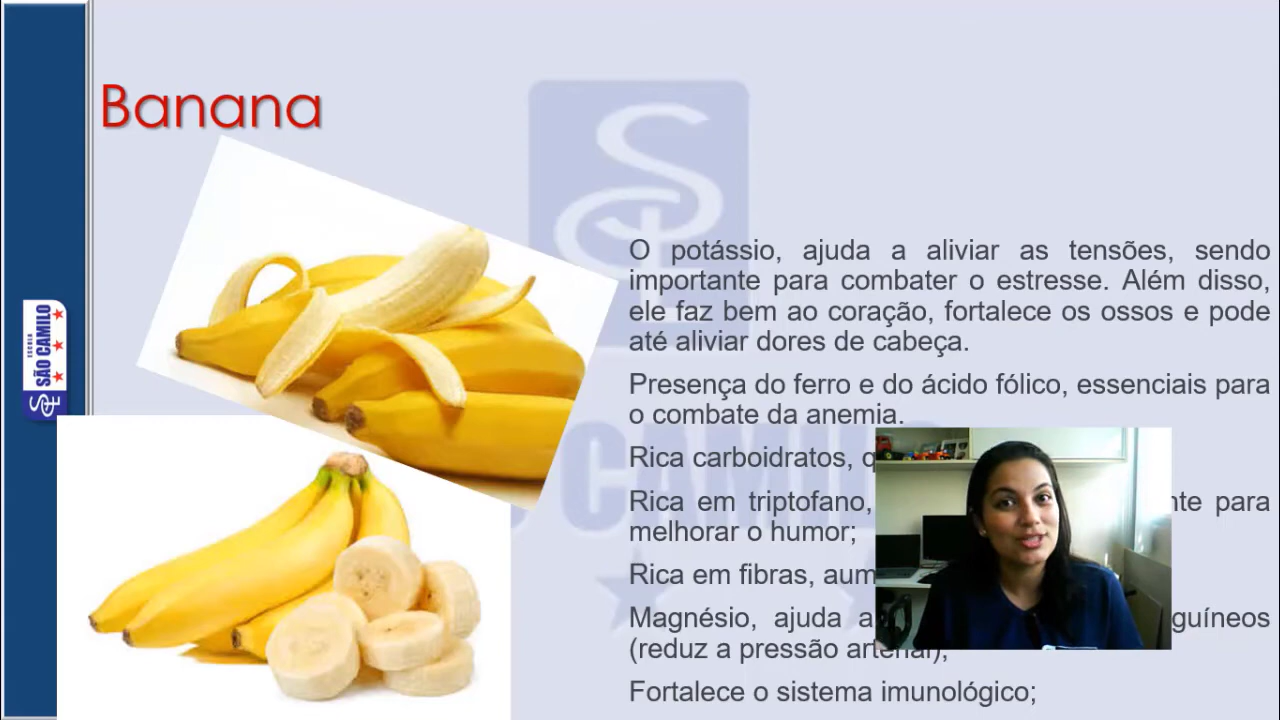 Banana
O potássio, ajuda a aliviar as tensões, sendo
importante para combater o estresse. Além disso,
ele faz bem ao coração, fortalece os ossos e pode
até aliviar dores de cabeça.
Presença do ferro e do ácido fólico, essenciais para
o combate da anemia.
Rica carboidratos,
Rica em triptofano, para
melhorar o humor;
Rica em fibras,
Magnésio, ajuda
(reduz a pressão arterial);
Fortalece o sistema imunológico;
ESCOLA
SÃO CAMILO